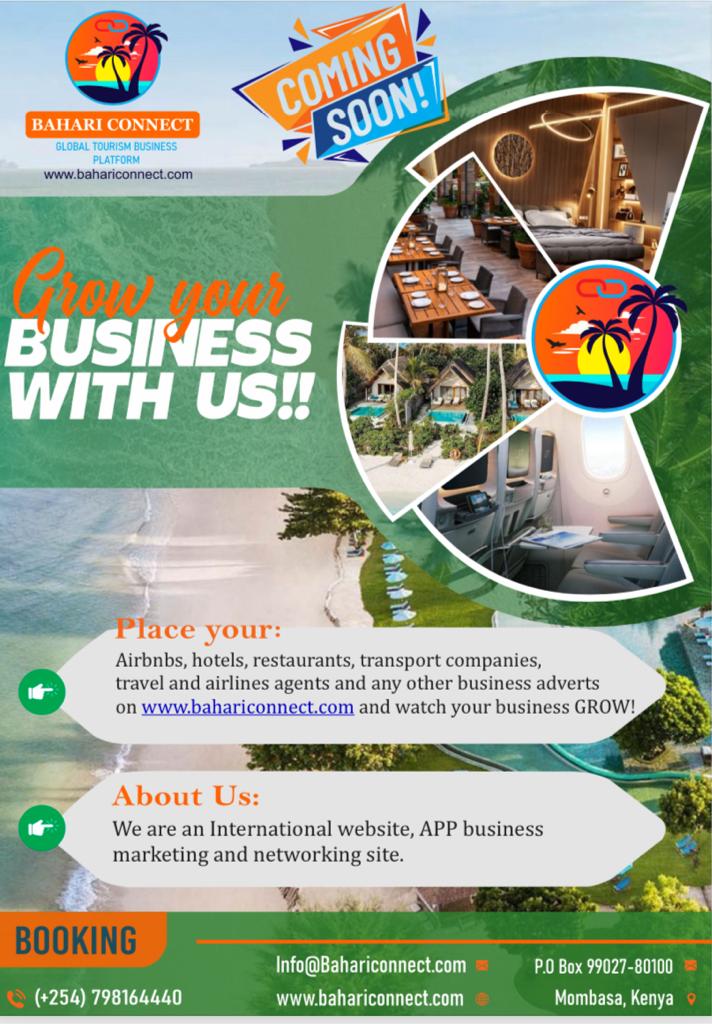 BAHARI CONNECT
GLOBAL TOURISM BUSINESS
PLATFORM
www.bahariconnect.com
COMING
SOON!
Grow your
BUSINESS
WITH US!!
Place your:
Airbnbs, hotels, restaurants, transport companies,
travel and airlines agents and any other business adverts
on www.bahariconnect.com and watch your business GROW!
About Us:
We are an International website, APP business
marketing and networking site.
BOOKING
(+254) 798164440
Info@Bahariconnect.com
www.bahariconnect.com
P.O Box 99027-80100
Mombasa, Kenya